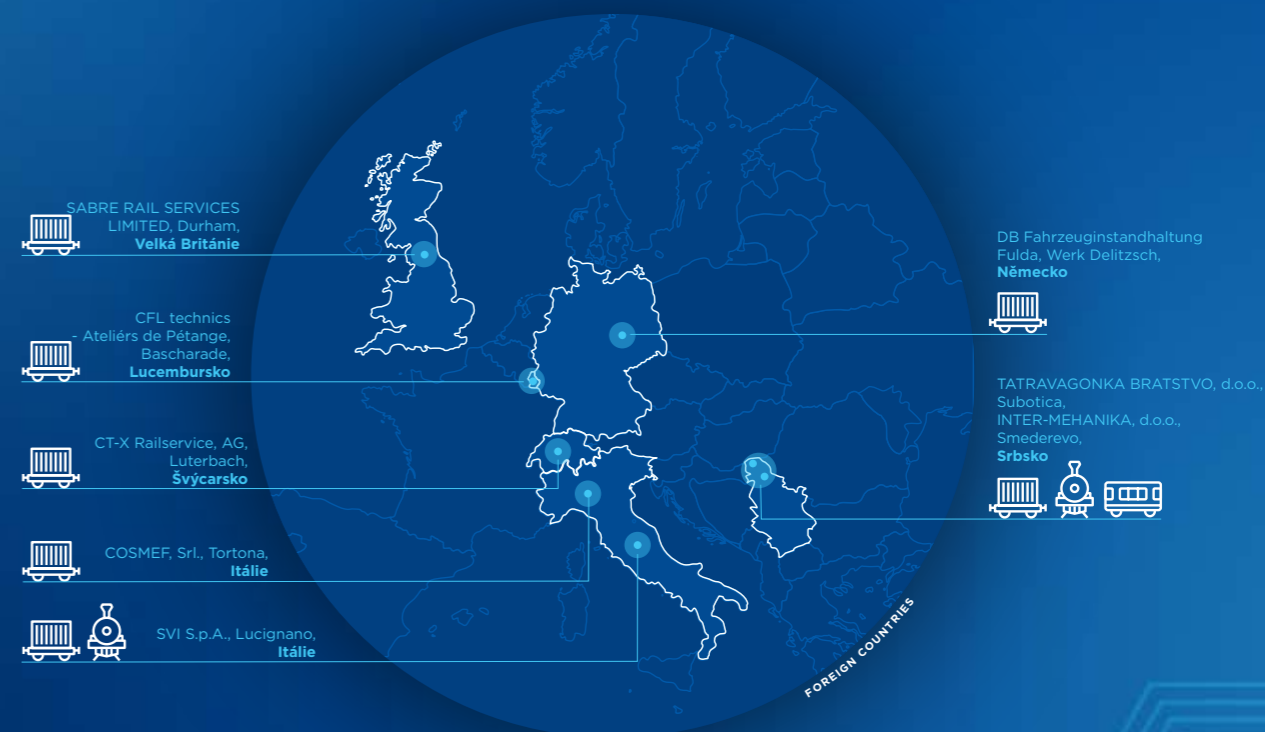 SABRE RAIL SERVICES
LIMITED, Durham,
Velká Británie
CFL technics
- Ateliérs de Pétange,
Bascharade,
Lucembursko
CT-X Railservice, AG,
Luterbach,
Švýcarsko
COSMEF, Srl., Tortona,
Itálie
SVI S.p.A., Lucignano,
Itálie
DB Fahrzeuginstandhaltung
Fulda, Werk Delitzsch,
Německo
TATRAVAGONKA BRATSTVO, d.o.o.,
Subotica,
INTER-MEHANIKA, d.o.o.,
Smederevo,
Srbsko
FOREIGN COUNTRIES